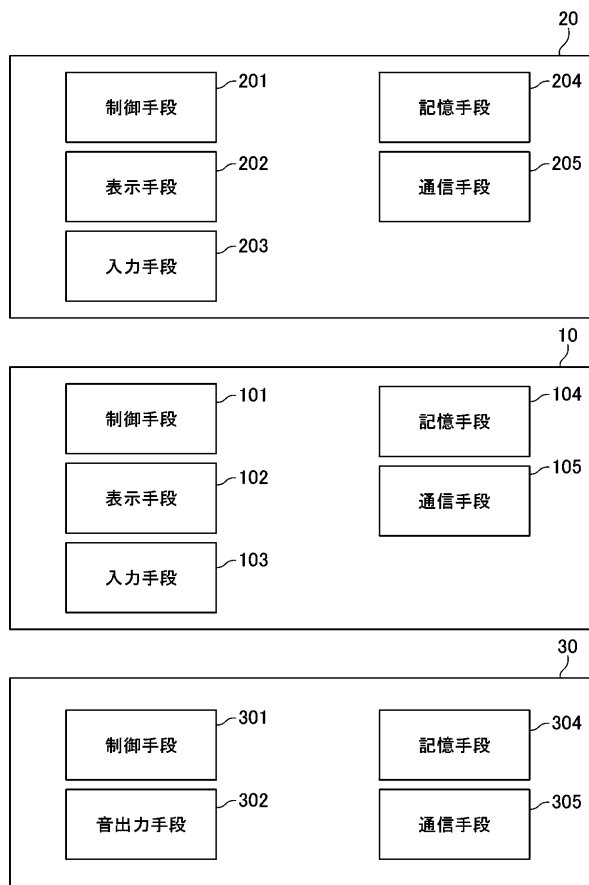 20
制御手段 201
記憶手段 204
表示手段 202
通信手段 205
入力手段 203
10
制御手段 101
記憶手段 104
表示手段 102
通信手段 105
入力手段 103
30
制御手段 301
記憶手段 304
音出力手段 302
通信手段 305